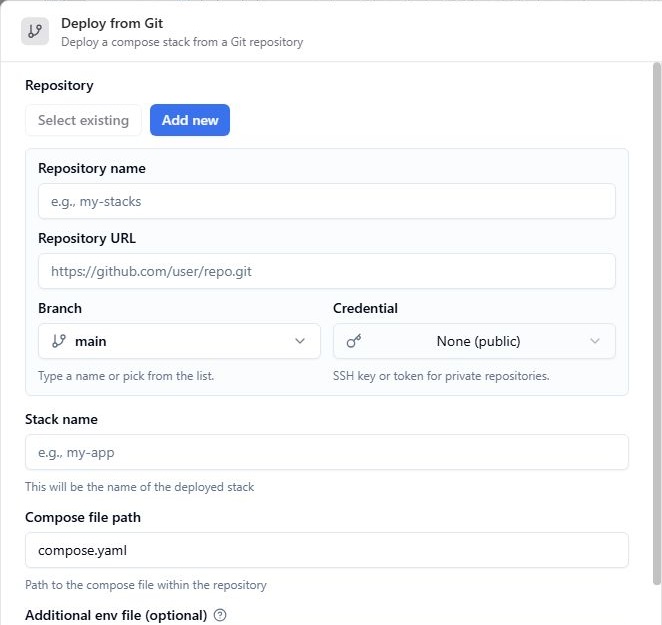 Deploy from Git
Deploy a compose stack from a Git repository
Repository
Select existing
Add new
Repository name
e.g., my-stacks
Repository URL
https://github.com/user/repo.git
Branch
Credential
main
None (public)
Type a name or pick from the list.
SSH key or token for private repositories.
Stack name
e.g., my-app
This will be the name of the deployed stack
Compose file path
compose.yaml
Path to the compose file within the repository
Additional env file (optional)